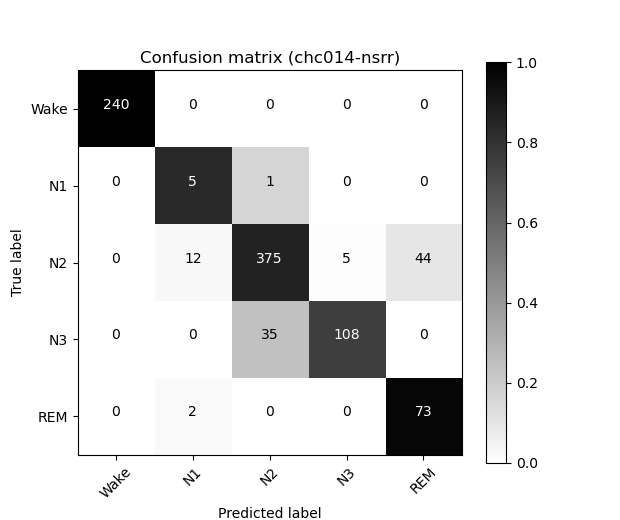 Confusion matrix (chc014-nsrr)
True label
Wake 240 0 0 0 0
N1 0 5 1 0 0
N2 0 12 375 5 44
N3 0 0 35 108 0
REM 0 2 0 0 73
Wake N1 N2 N3 REM
Predicted label
1.0
0.8
0.6
0.4
0.2
0.0